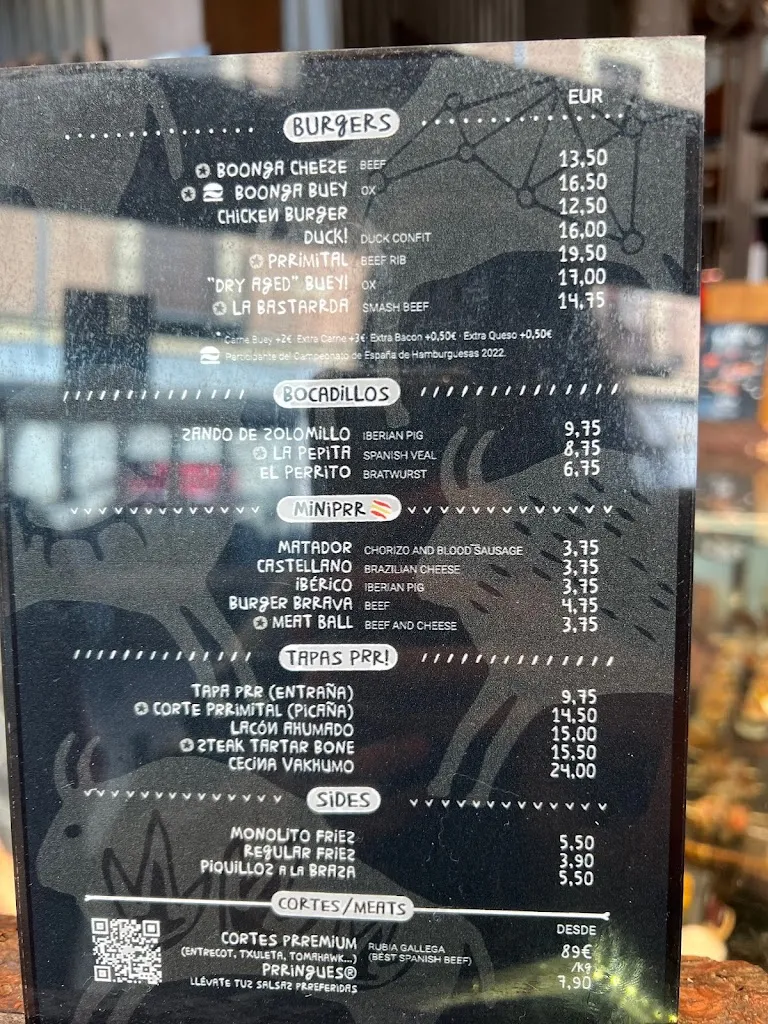 EUR
BURGERS
BOONGA CHEEZE BEEF 13,50
BOONGA BUEY OX 16,50
CHICKEN BURGER 12,50
DUCK! DUCK CONFIT 16,00
PRRIMITAL BEEF RIB 19,50
"DRY AGED" BUEY! OX 17,00
LA BASTARRDA SMASH BEEF 14,75
* Carne Buey +2€ · Extra Carne +3€ · Extra Bacon +0,50€ · Extra Queso +0,50€
Participante del Campeonato de España de Hamburguesas 2022.
BOCADILLOS
ZANDO DE ZOLOMILLO IBERIAN PIG 9,75
LA PEPITA SPANISH VEAL 8,75
EL PERRITO BRATWURST 6,75
MINIPRR
MATADOR CHORIZO AND BLOOD SAUSAGE 3,75
CASTELLANO BRAZILIAN CHEESE 3,75
IBÉRICO IBERIAN PIG 3,75
BURGER BRRAVA BEEF 4,75
MEAT BALL BEEF AND CHEESE 3,75
TAPAS PRR!
TAPA PRR (ENTRAÑA) 9,75
CORTE PRRIMITAL (PICAÑA) 14,50
LACÓN AHUMADO 15,00
ZTEAK TARTAR BONE 15,50
CECINA VAKHUMO 24,00
SIDES
MONOLITO FRIEZ 5,50
REGULAR FRIEZ 3,90
PIQUILLOZ A LA BRAZA 5,50
CORTES/MEATS
DESDE
CORTES PRREMIUM RUBIA GALLEGA 89€
(ENTRECOT, TXULETA, TOMAHAWK...) (BEST SPANISH BEEF) /Kg
PRRINGUES® 7,90
LLÉVATE TUZ SALSAZ PRREFERIDAS